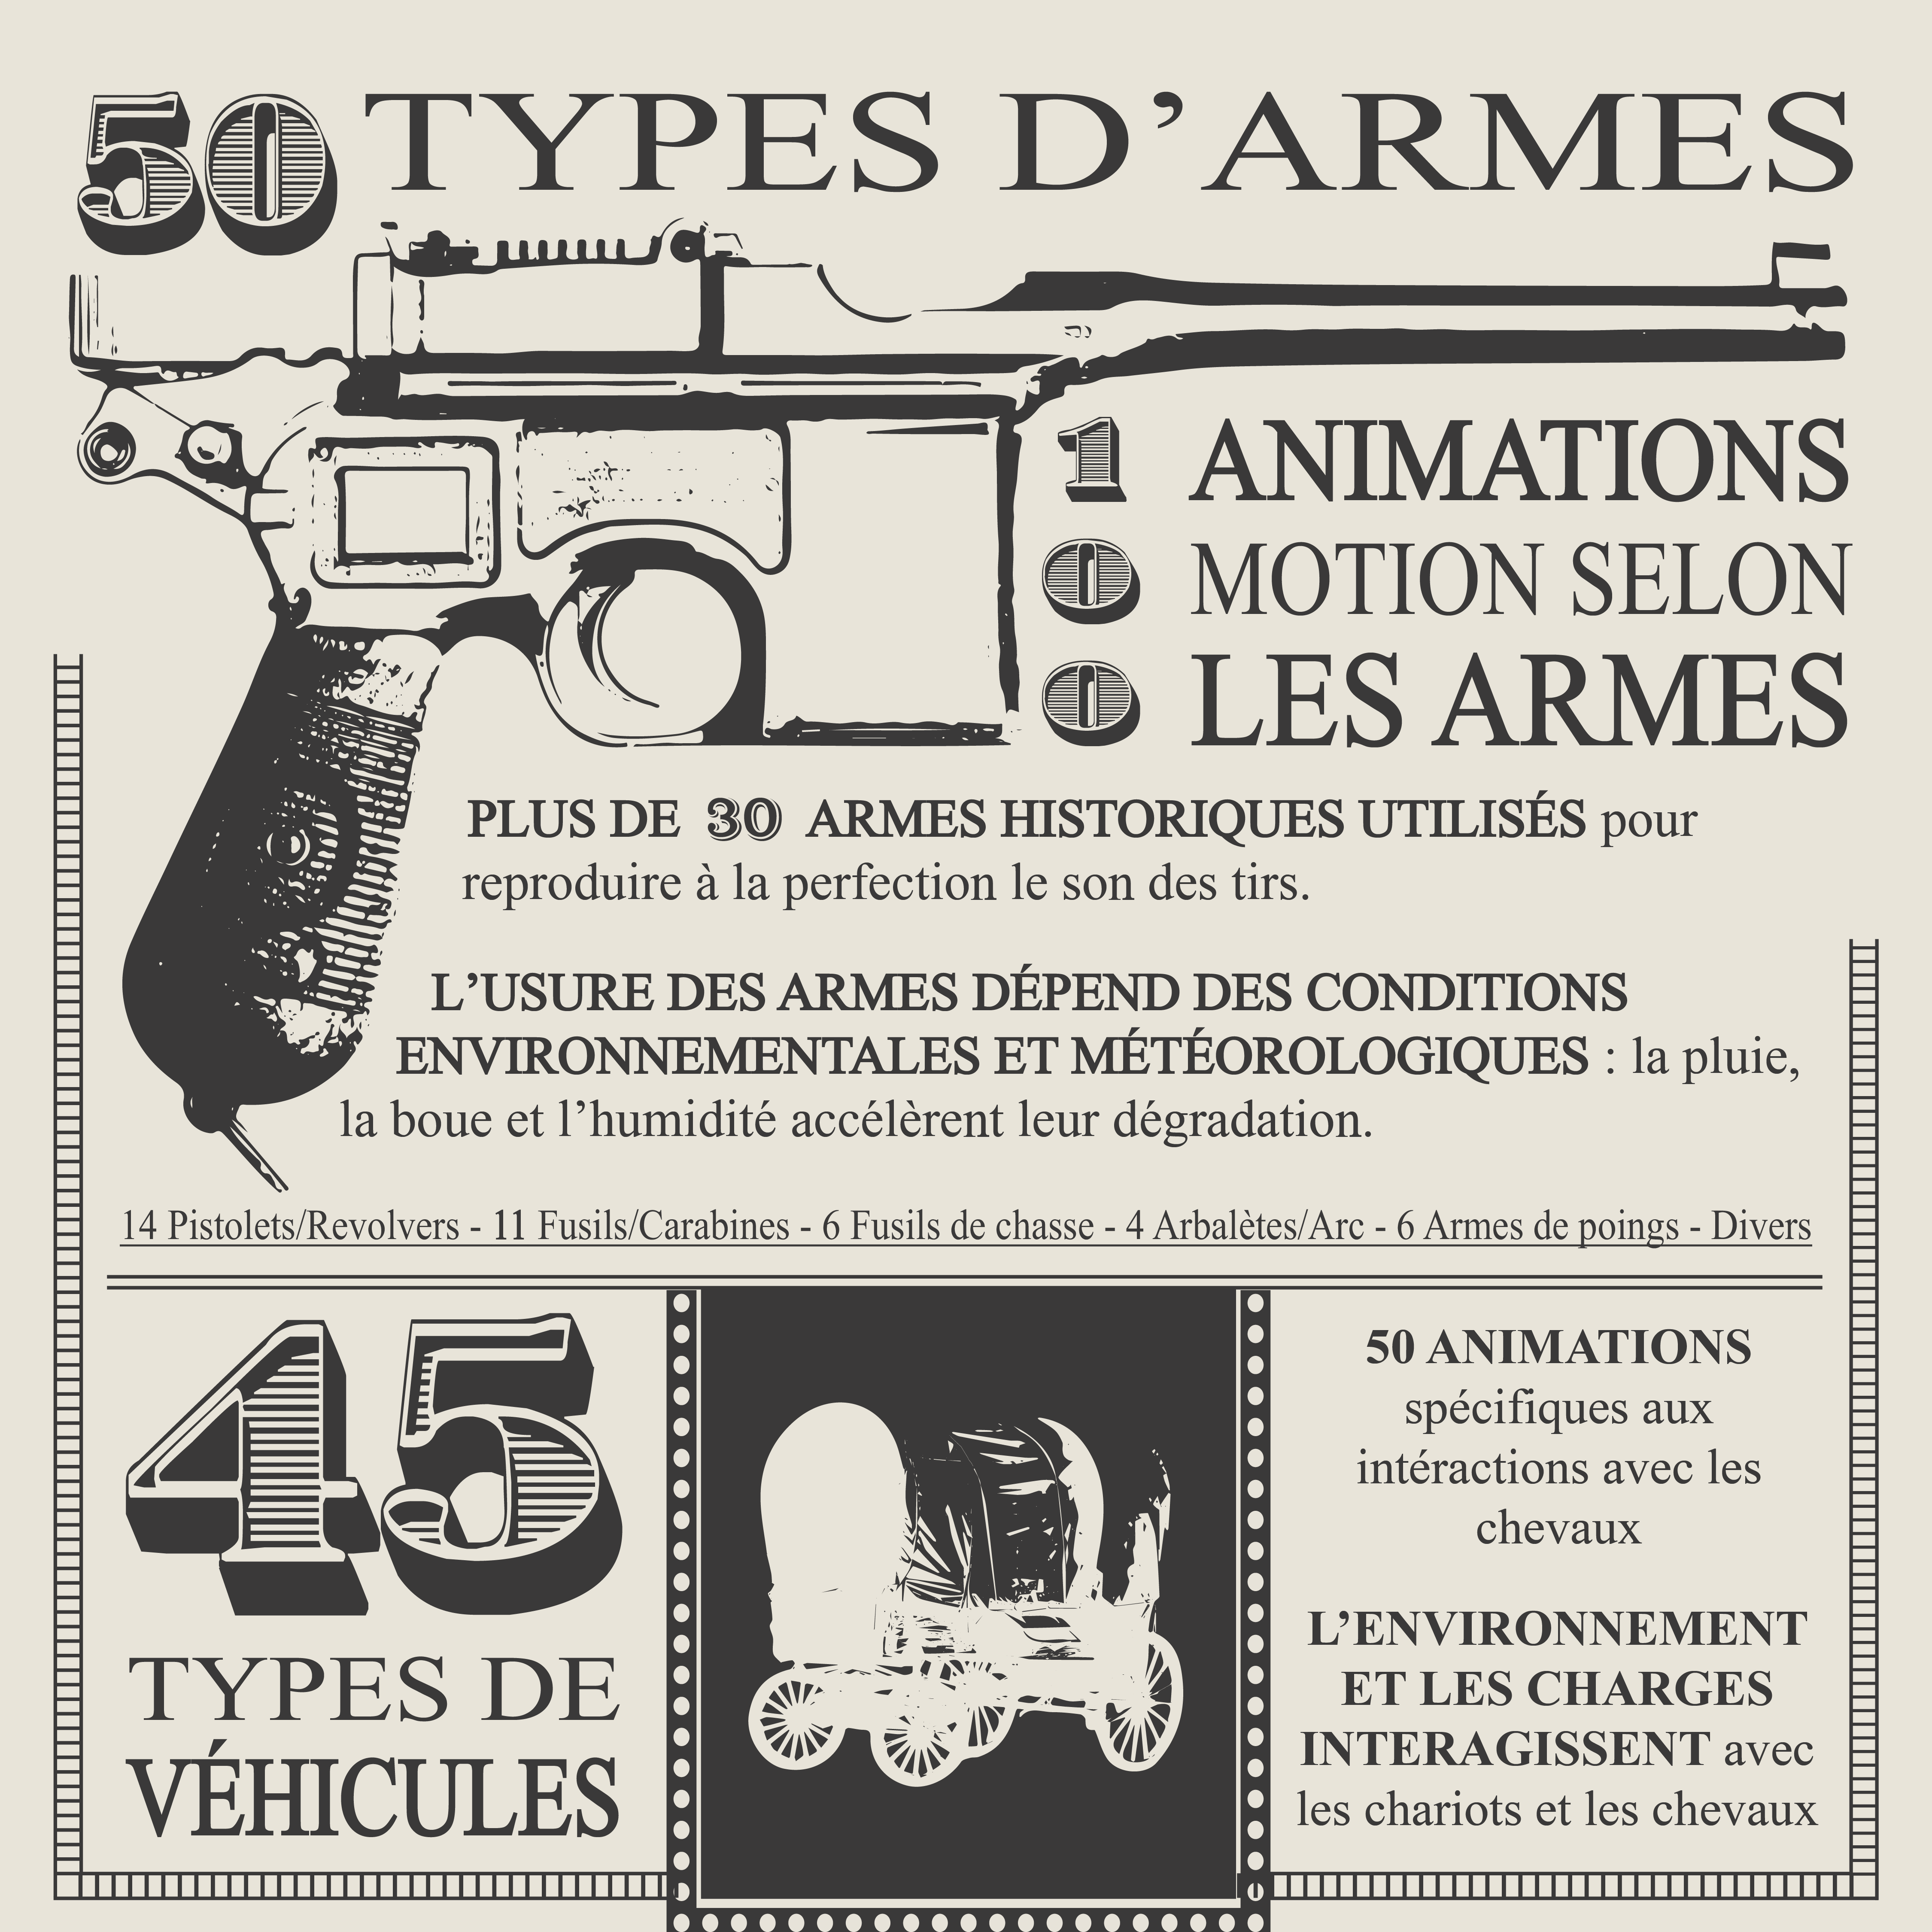 50 TYPES D’ARMES
100 ANIMATIONS
MOTION SELON
LES ARMES
PLUS DE 30 ARMES HISTORIQUES UTILISÉS pour
reproduire à la perfection le son des tirs.
L’USURE DES ARMES DÉPEND DES CONDITIONS
ENVIRONNEMENTALES ET MÉTÉOROLOGIQUES : la pluie,
la boue et l’humidité accélèrent leur dégradation.
14 Pistolets/Revolvers - 11 Fusils/Carabines - 6 Fusils de chasse - 4 Arbalètes/Arc - 6 Armes de poings - Divers
45
TYPES DE
VÉHICULES
50 ANIMATIONS
spécifiques aux
intéractions avec les
chevaux
L’ENVIRONNEMENT
ET LES CHARGES
INTERAGISSENT avec
les chariots et les chevaux